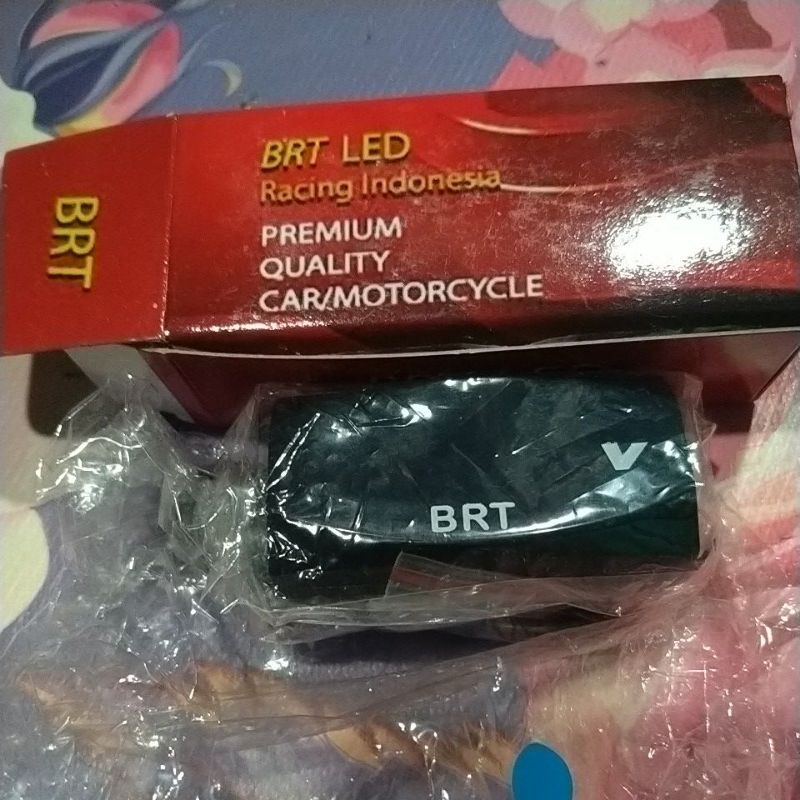 BRT
BRT LED
Racing Indonesia
PREMIUM
QUALITY
CAR/MOTORCYCLE
BRT